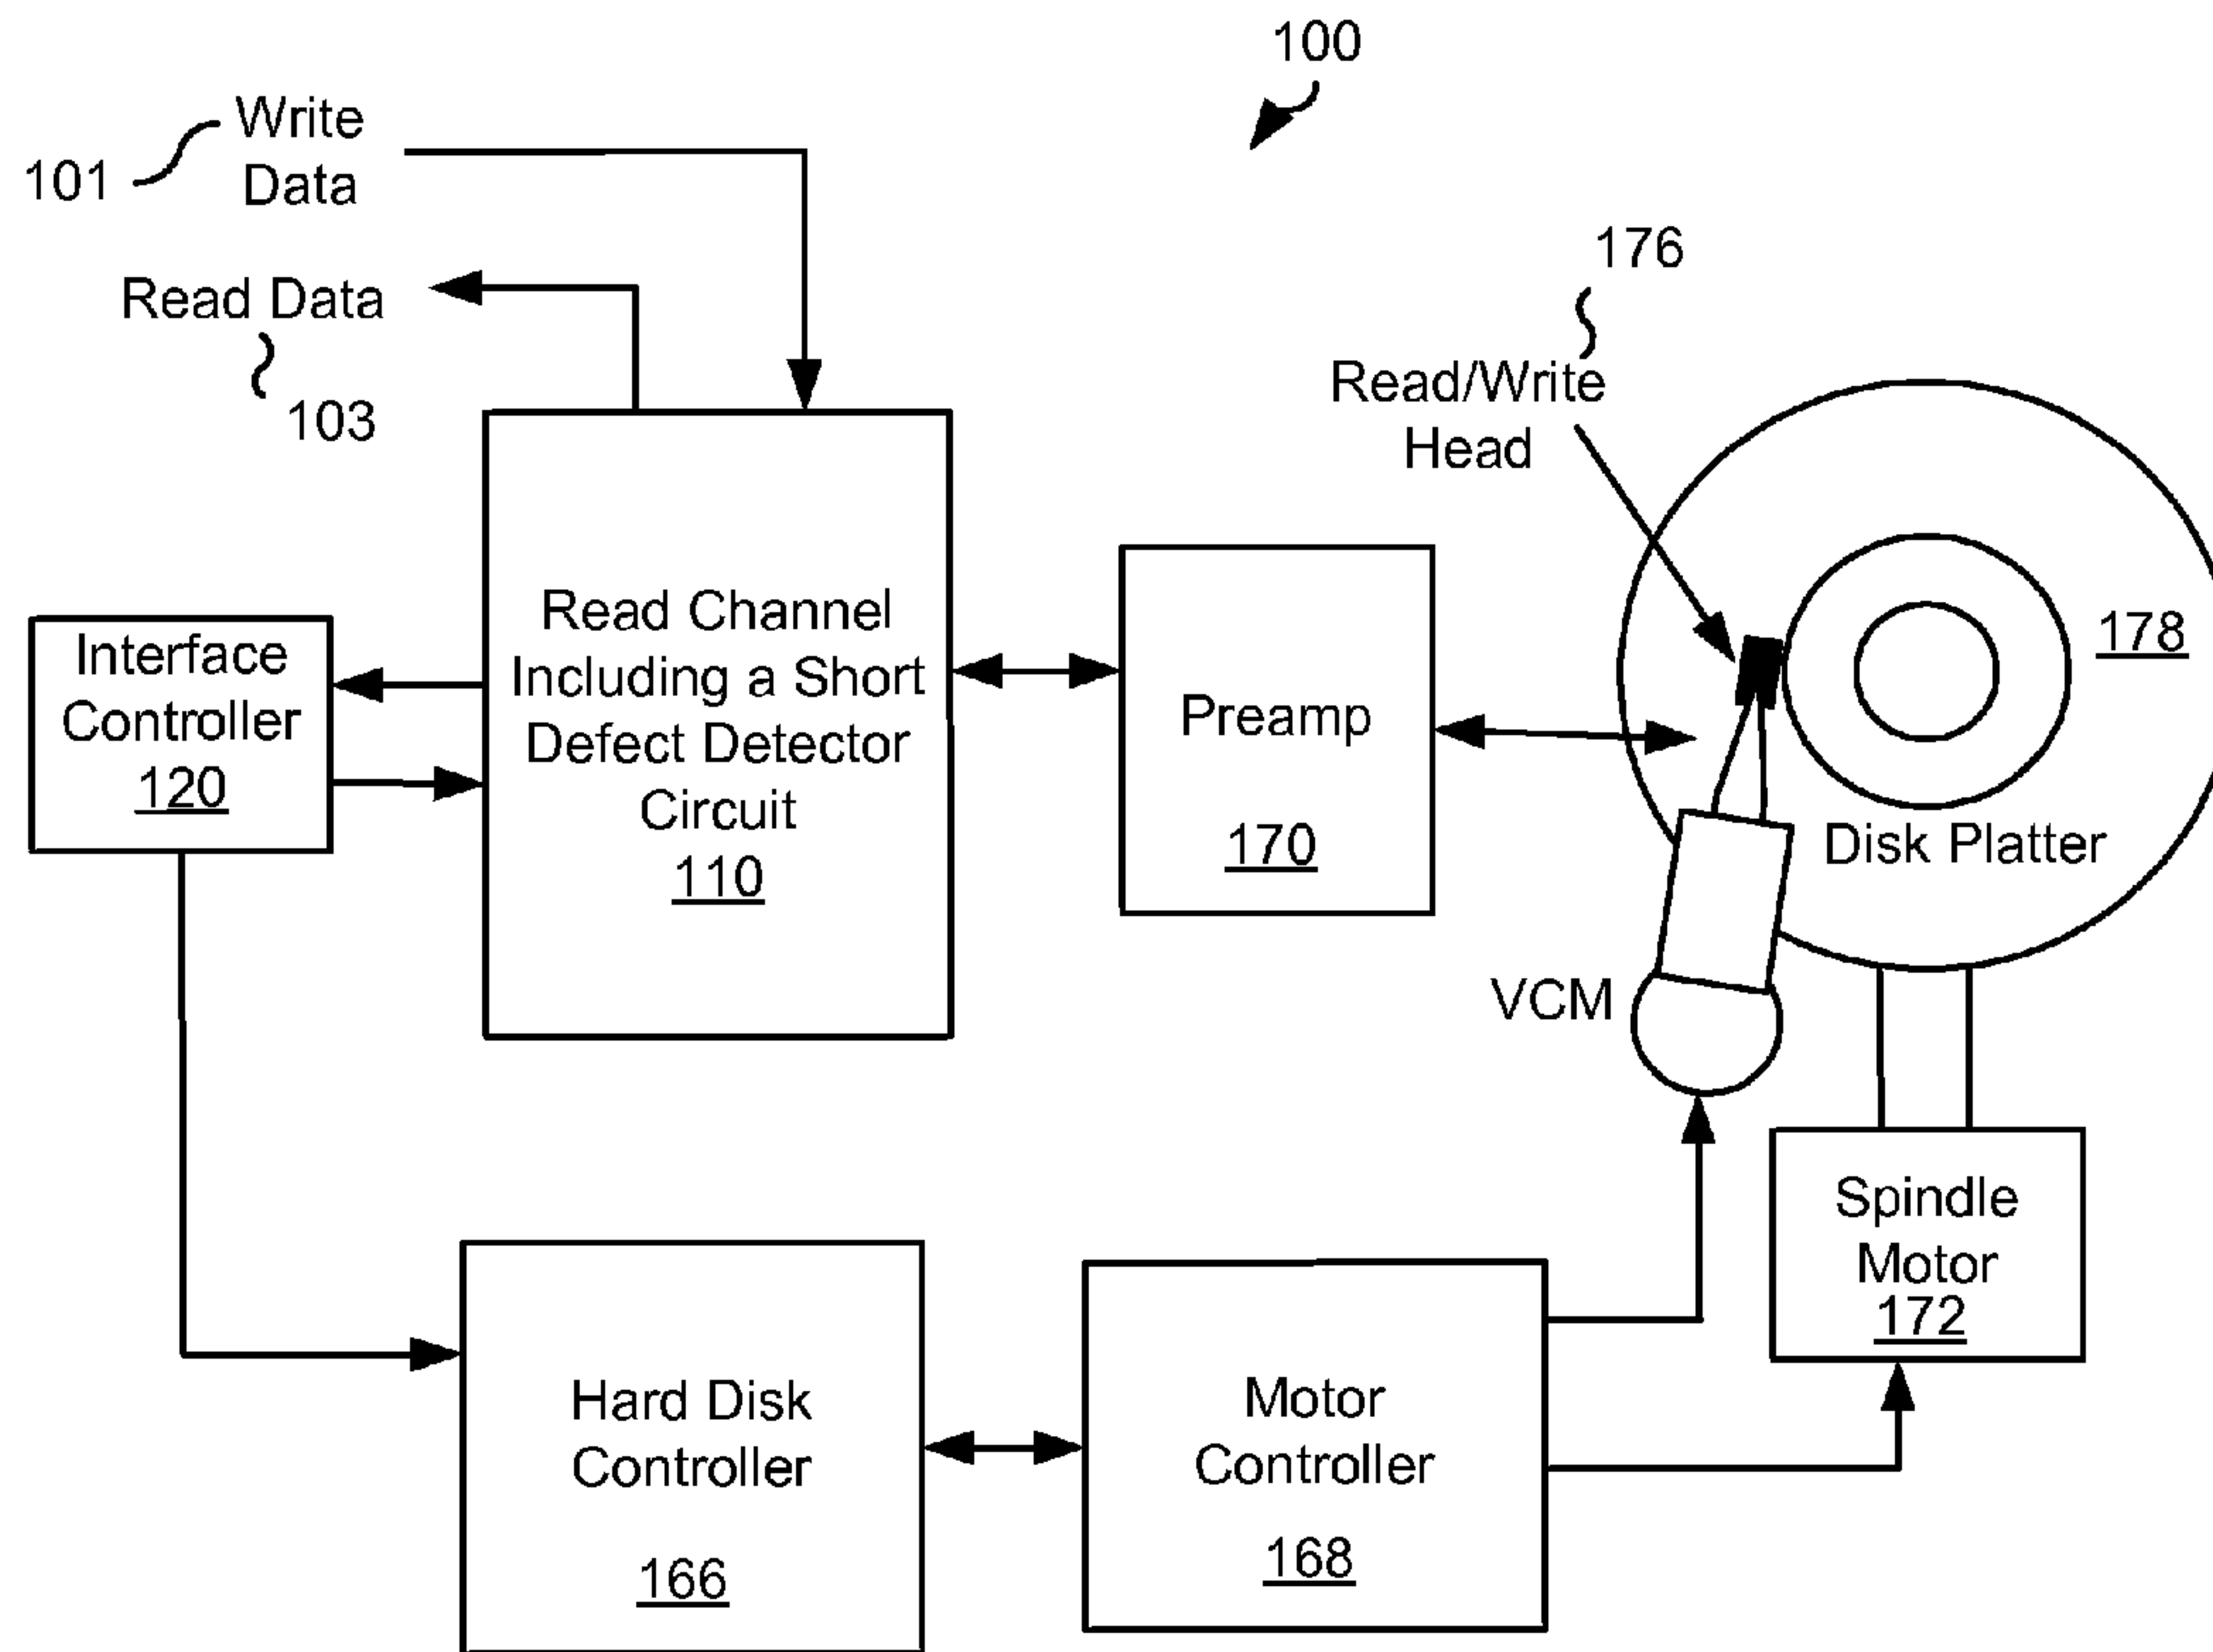 100
Write
101
Data
Read Data
103
176
Read/Write
Head
178
Interface
Controller
120
Read Channel
Including a Short
Defect Detector
Circuit
110
Preamp
170
Disk Platter
VCM
Spindle
Motor
172
Hard Disk
Controller
166
Motor
Controller
168